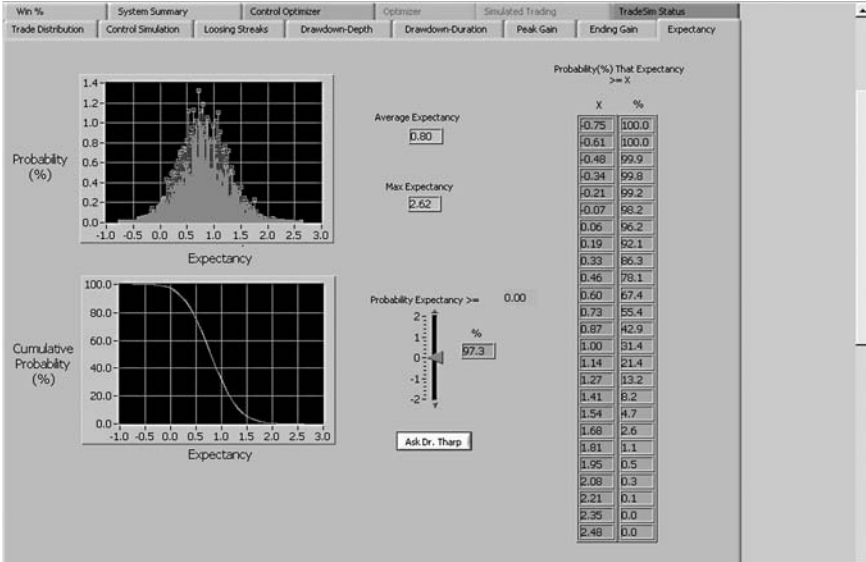 Win %
System Summary
Control Optimizer
Optimizer
Simulated Trading
TradeSim Status
Trade Distribution
Control Simulation
Loosing Streaks
Drawdown-Depth
Drawdown-Duration
Peak Gain
Ending Gain
Expectancy
Probability
(%)
1.4
1.2
1.0
0.8
0.6
0.4
0.2
0.0
-1.0 -0.5 0.0 0.5 1.0 1.5 2.0 2.5 3.0
Expectancy
Cumulative
Probability
(%)
100.0
80.0
60.0
40.0
20.0
0.0
-1.0 -0.5 0.0 0.5 1.0 1.5 2.0 2.5 3.0
Expectancy
Average Expectancy
0.80
Max Expectancy
2.62
Probability Expectancy >= 0.00
2
1
0
-1
-2
%
97.3
Ask Dr. Tharp
Probability(%) That Expectancy
>= X
X %
-0.75 100.0
-0.61 100.0
-0.48 99.9
-0.34 99.8
-0.21 99.2
-0.07 98.2
0.06 96.2
0.19 92.1
0.33 86.3
0.46 78.1
0.60 67.4
0.73 55.4
0.87 42.9
1.00 31.4
1.14 21.4
1.27 13.2
1.41 8.2
1.54 4.7
1.68 2.6
1.81 1.1
1.95 0.5
2.08 0.3
2.21 0.1
2.35 0.0
2.48 0.0